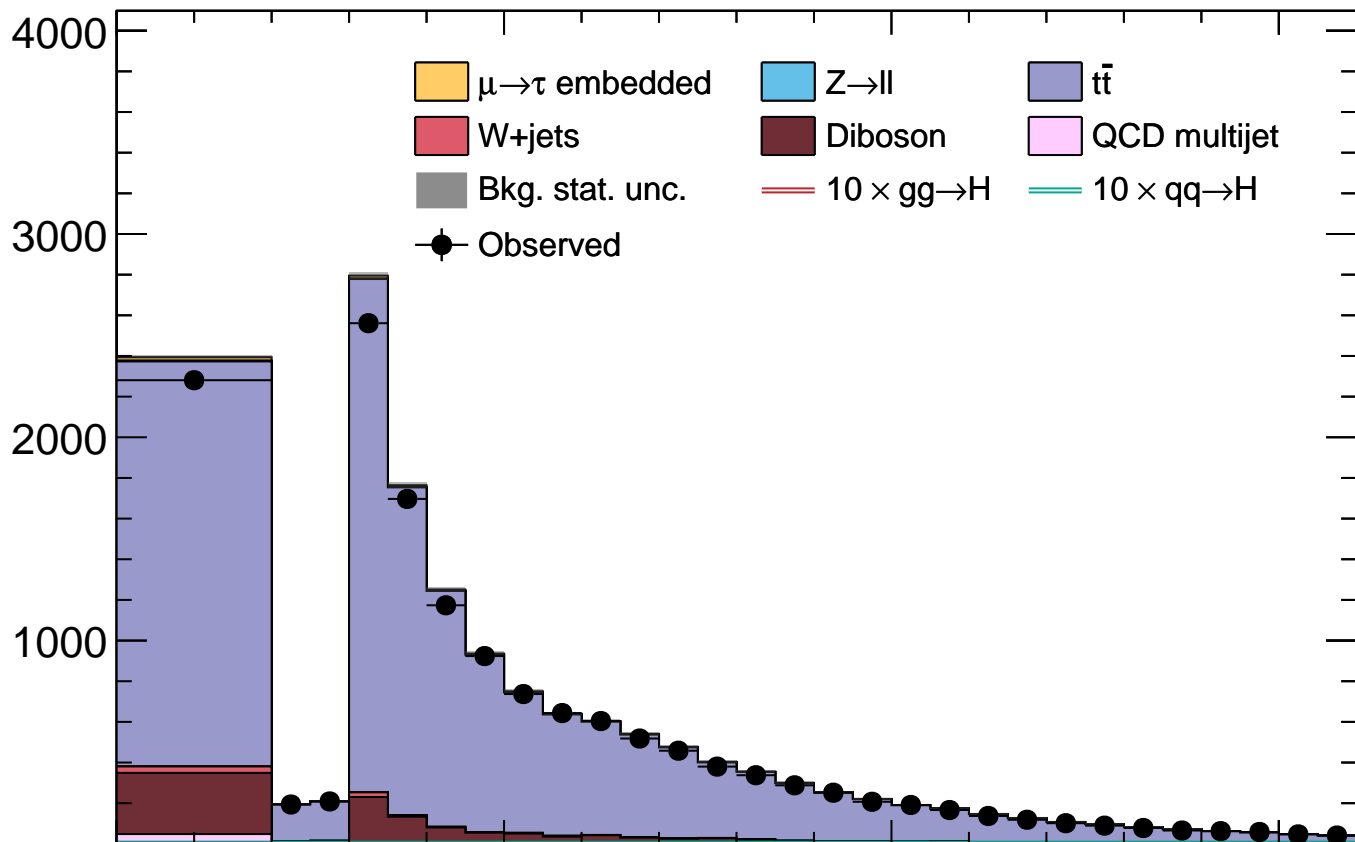 4000
μ→τ embedded Z→ll tt̄
W+jets Diboson QCD multijet
Bkg. stat. unc. 10 × gg→H 10 × qq→H
3000
Observed
2000
1000